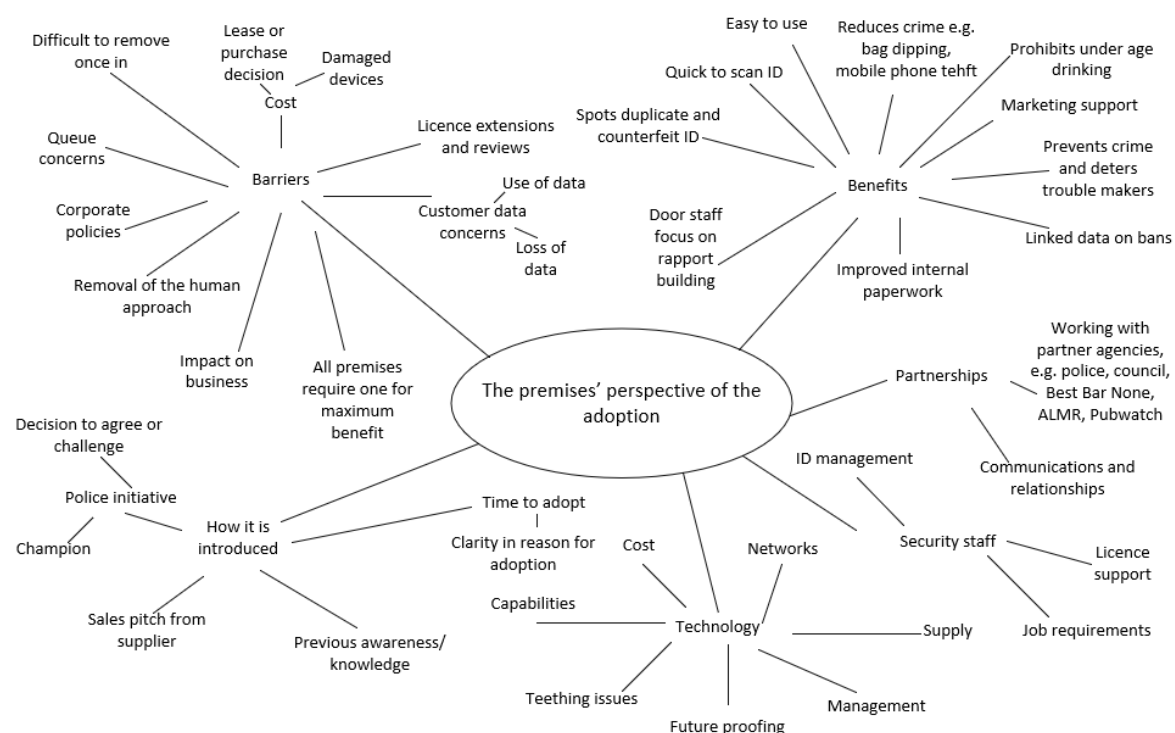 Difficult to remove
once in
Lease or
purchase
decision
Damaged
devices
Cost
Queue
concerns
Licence extensions
and reviews
Barriers
Use of data
Customer data
concerns
Loss of
data
Corporate
policies
Removal of the human
approach
Impact on
business
All premises
require one for
maximum
benefit
Easy to use
Reduces crime e.g.
bag dipping,
mobile phone tehft
Prohibits under age
drinking
Quick to scan ID
Marketing support
Spots duplicate and
counterfeit ID
Prevents crime
and deters
trouble makers
Benefits
Door staff
focus on
rapport
building
Linked data on bans
Improved internal
paperwork
The premises’ perspective of the
adoption
Partnerships
Working with
partner agencies,
e.g. police, council,
Best Bar None,
ALMR, Pubwatch
Communications and
relationships
Decision to agree or
challenge
Police initiative
Champion
How it is
introduced
Time to adopt
Clarity in reason for
adoption
Sales pitch from
supplier
Previous awareness/
knowledge
ID management
Security staff
Licence
support
Job requirements
Cost
Networks
Capabilities
Technology
Supply
Teething issues
Future proofing
Management